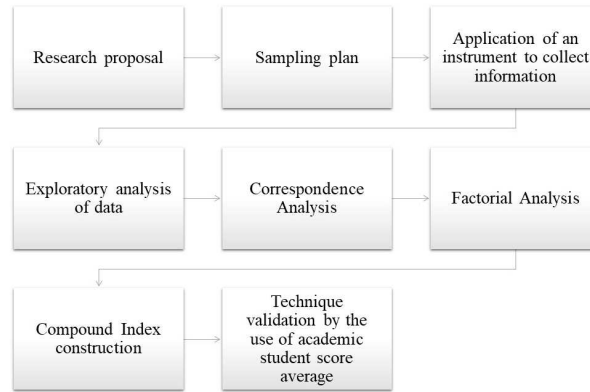 Research proposal
Sampling plan
Application of an
instrument to collect
information
Exploratory analysis
of data
Correspondence
Analysis
Factorial Analysis
Compound Index
construction
Technique
validation by the
use of academic
student score
average